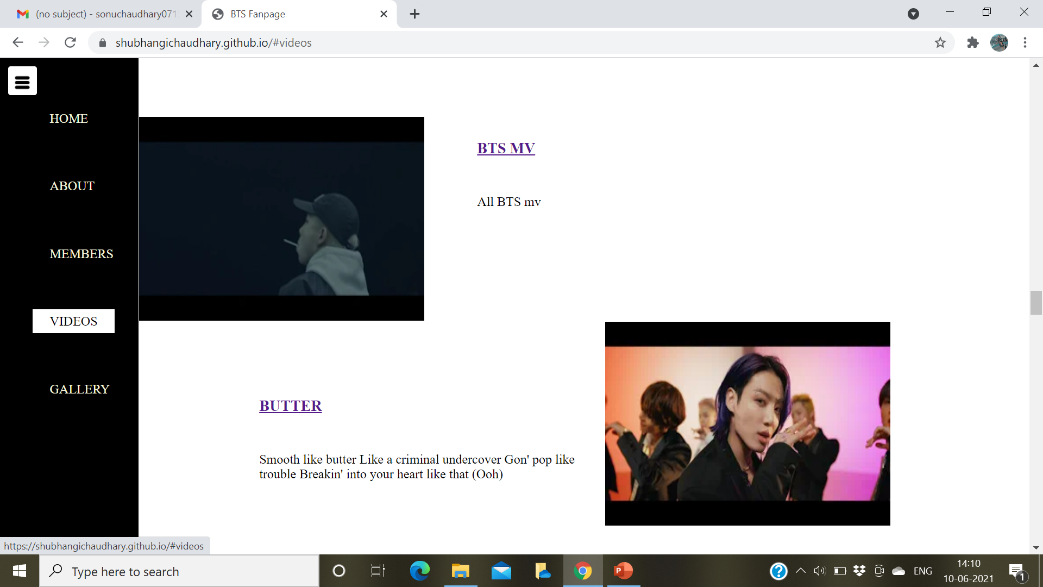 (no subject) - sonuchaudhary071
BTS Fanpage
shubhangichaudhary.github.io/#videos
HOME
ABOUT
MEMBERS
VIDEOS
GALLERY
BTS MV
All BTS mv
BUTTER
Smooth like butter Like a criminal undercover Gon' pop like
trouble Breakin' into your heart like that (Ooh)
https://shubhangichaudhary.github.io/#videos
Type here to search
ENG
14:10
10-06-2021
1